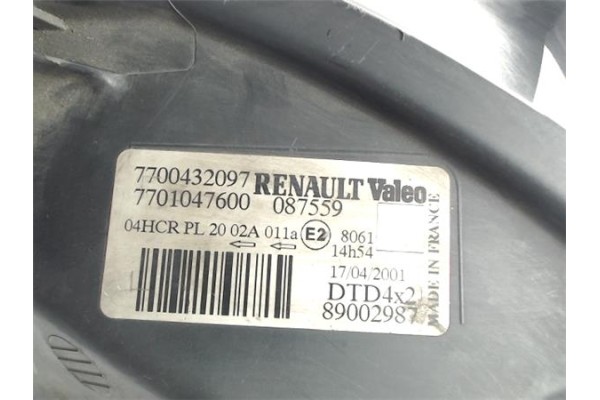 7700432097 RENAULT Valeo
7701047600 087559
04HCR PL 20 02A 011a E2 8061
14h54
17/04/2001
DTD4x2
89002987
MADE IN FRANCE